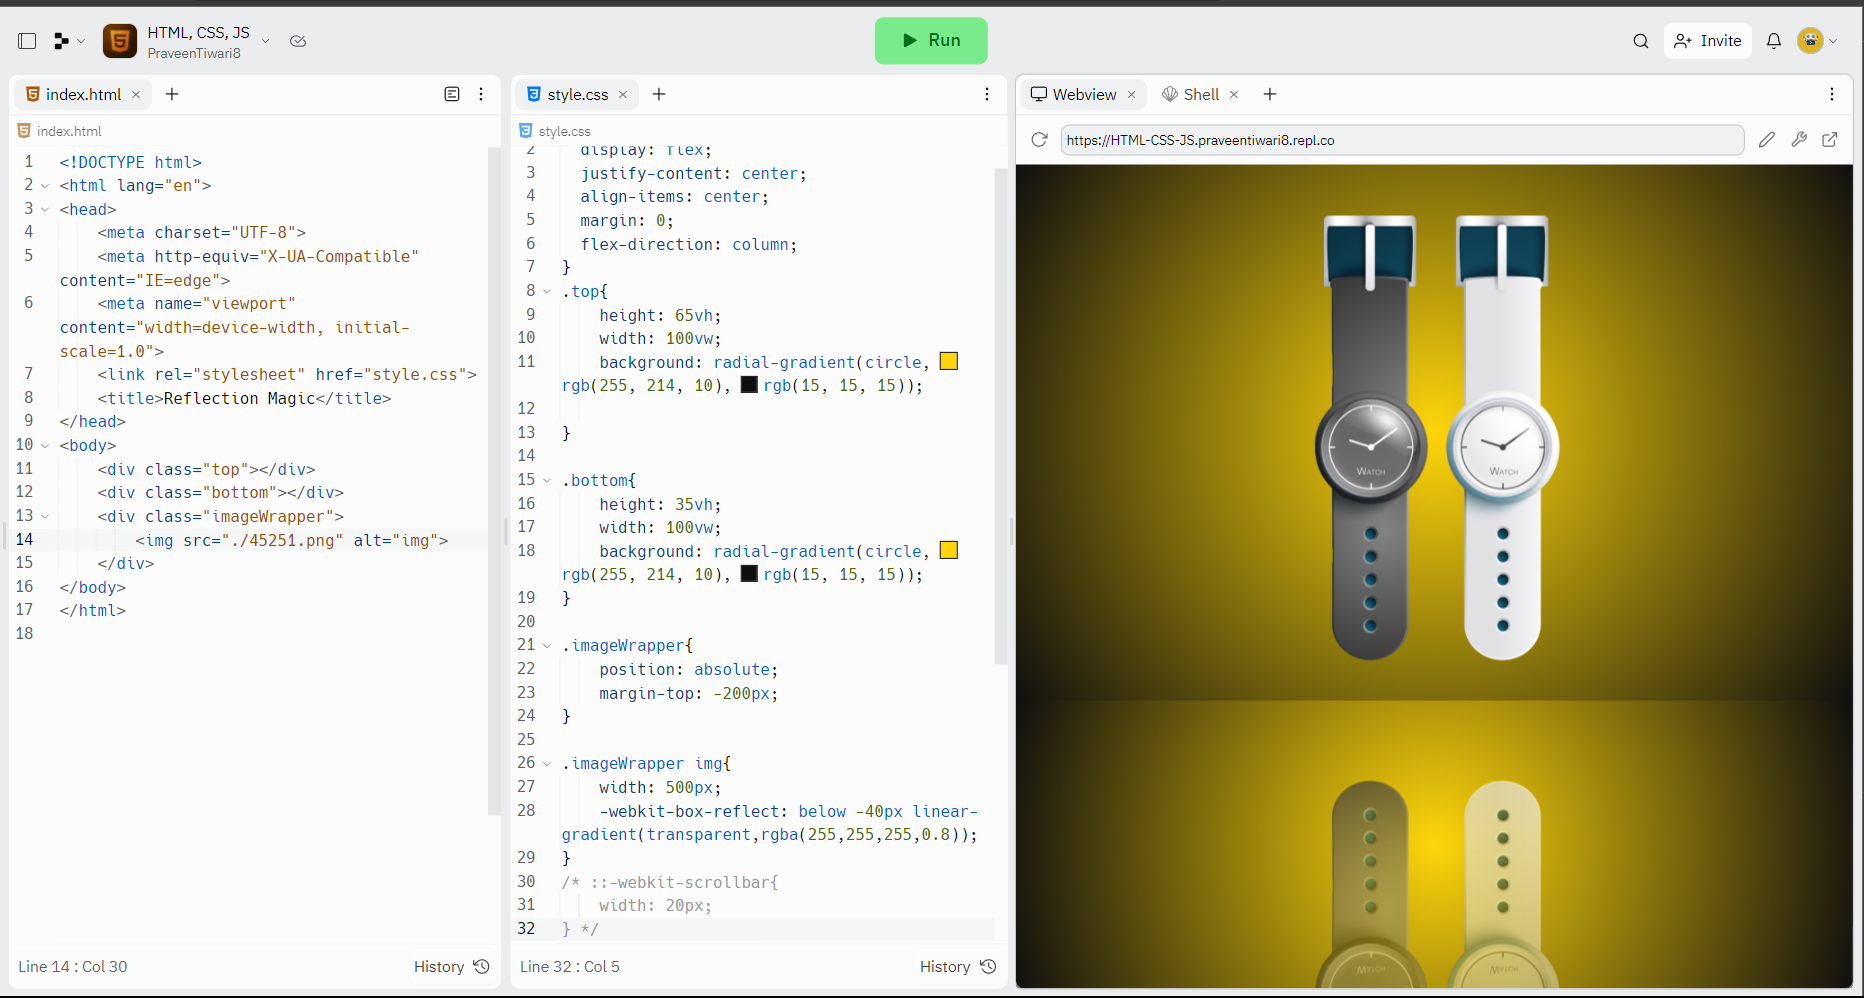 HTML, CSS, JS
PraveenTiwari8
Run
Invite
index.html
index.html
1 <!DOCTYPE html>
2 <html lang="en">
3 <head>
4 <meta charset="UTF-8">
5 <meta http-equiv="X-UA-Compatible"
content="IE=edge">
6 <meta name="viewport"
content="width=device-width, initial-
scale=1.0">
7 <link rel="stylesheet" href="style.css">
8 <title>Reflection Magic</title>
9 </head>
10 <body>
11 <div class="top"></div>
12 <div class="bottom"></div>
13 <div class="imageWrapper">
14 <img src="./45251.png" alt="img">
15 </div>
16 </body>
17 </html>
18
Line 14 : Col 30
History
style.css
style.css
2 display: flex;
3 justify-content: center;
4 align-items: center;
5 margin: 0;
6 flex-direction: column;
7 }
8 .top{
9 height: 65vh;
10 width: 100vw;
11 background: radial-gradient(circle,
rgb(255, 214, 10), rgb(15, 15, 15));
12
13 }
14
15 .bottom{
16 height: 35vh;
17 width: 100vw;
18 background: radial-gradient(circle,
rgb(255, 214, 10), rgb(15, 15, 15));
19 }
20
21 .imageWrapper{
22 position: absolute;
23 margin-top: -200px;
24 }
25
26 .imageWrapper img{
27 width: 500px;
28 -webkit-box-reflect: below -40px linear-
gradient(transparent,rgba(255,255,255,0.8));
29 }
30 /* ::-webkit-scrollbar{
31 width: 20px;
32 } */
Line 32 : Col 5
History
Webview
Shell
https://HTML-CSS-JS.praveentiwari8.repl.co
WATCH
WATCH
WATCH
WATCH